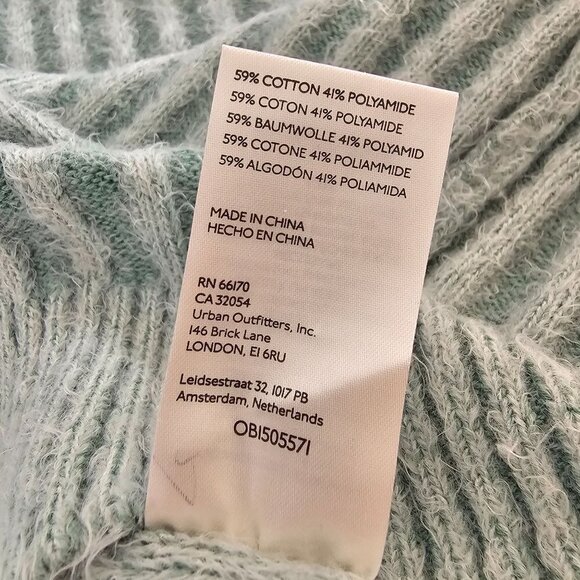 59% COTTON 41% POLYAMIDE
59% COTON 41% POLYAMIDE
59% BAUMWOLLE 41% POLYAMID
59% COTONE 41% POLIAMMIDE
59% ALGODÓN 41% POLIAMIDA
MADE IN CHINA
HECHO EN CHINA
RN 66170
CA 32054
Urban Outfitters, Inc.
146 Brick Lane
LONDON, E1 6RU
Leidsestraat 32, 1017 PB
Amsterdam, Netherlands
OB1505571